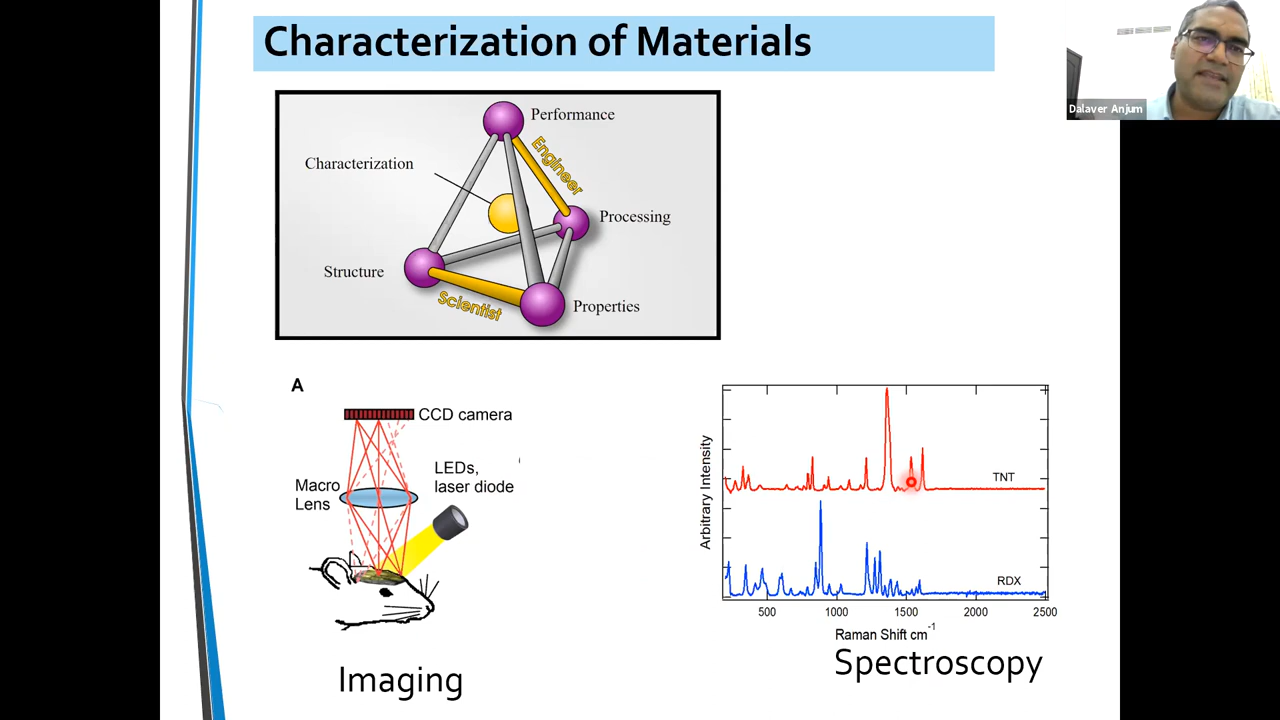 Characterization of Materials
Dalaver Anjum
Performance
Engineer
Characterization
Processing
Structure
Scientist
Properties
A
CCD camera
LEDs,
laser diode
Macro
Lens
Imaging
Arbitrary Intensity
TNT
RDX
500 1000 1500 2000 2500
Raman Shift cm-1
Spectroscopy